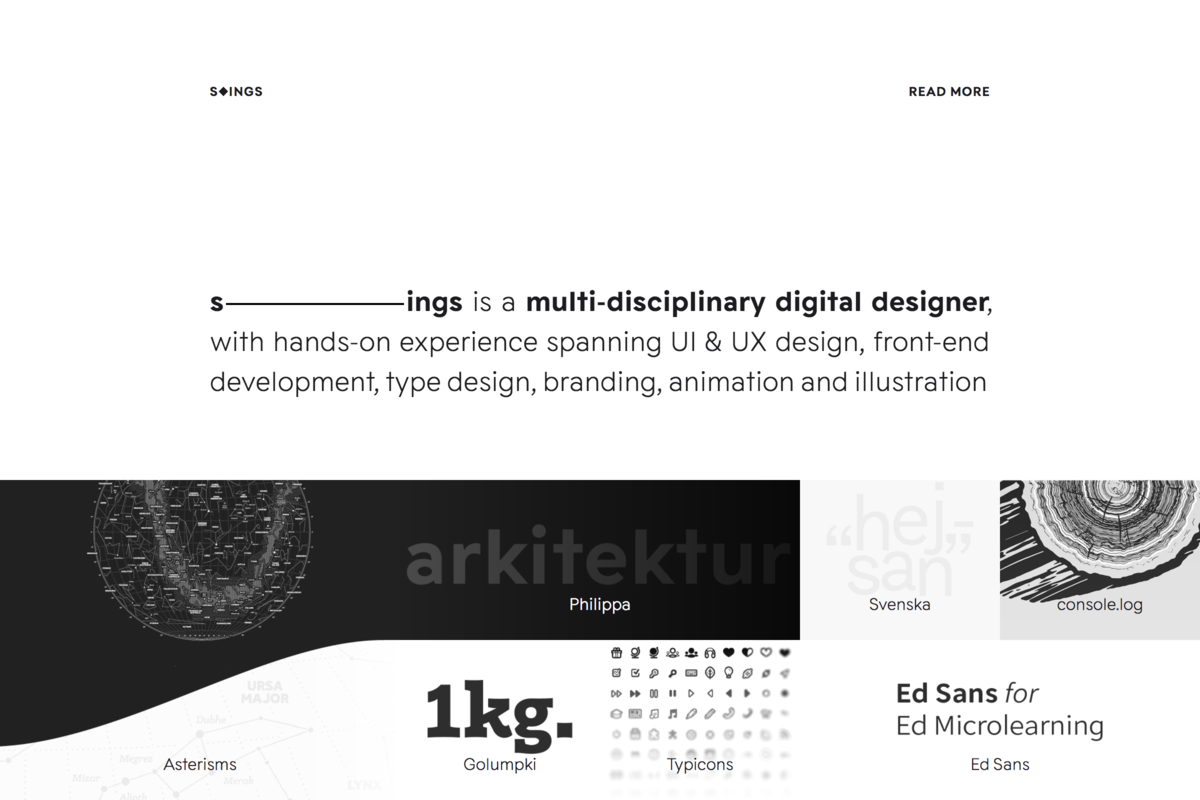 S◆INGS
READ MORE
s————ings is a multi-disciplinary digital designer,
with hands-on experience spanning UI & UX design, front-end
development, type design, branding, animation and illustration
arkitektur
Philippa
“hej,”
san
Svenska
console.log
URSA
MAJOR
Dubhe
Megrez
Mizar
Merak
Alioth
LYNX
Asterisms
1kg.
Golumpki
Typicons
Ed Sans for
Ed Microlearning
Ed Sans